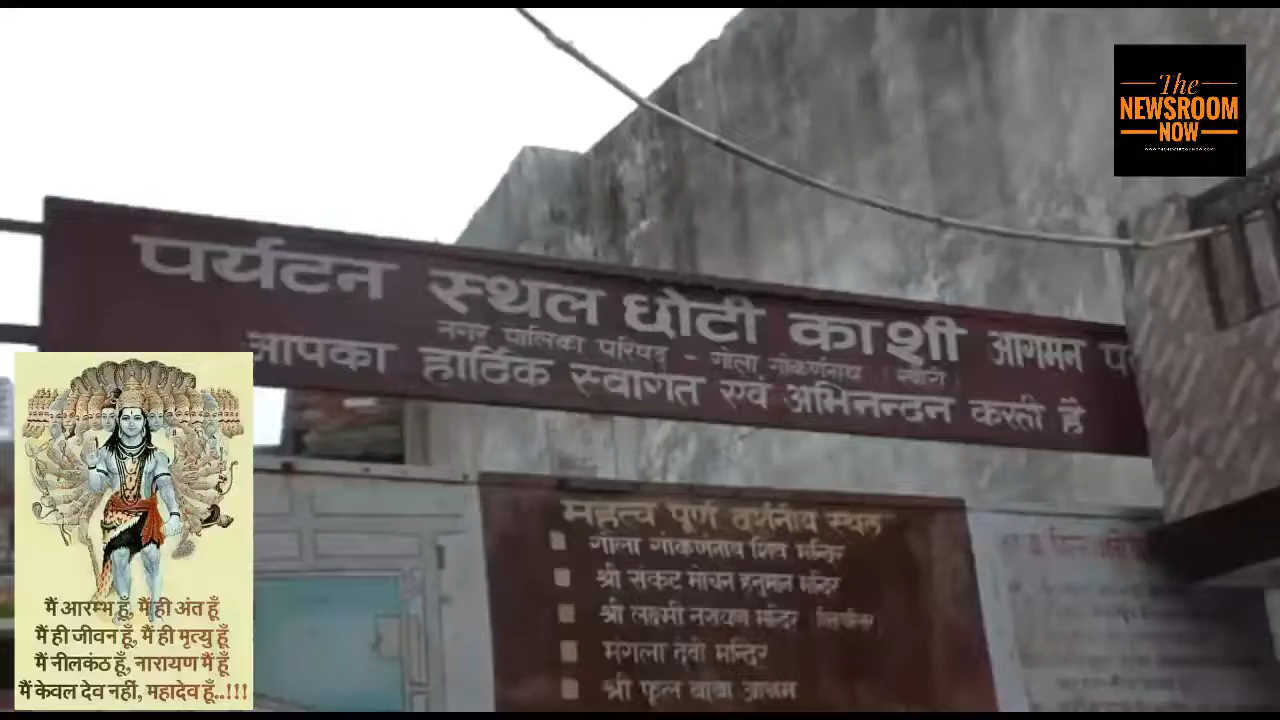 The
NEWSROOM
NOW
पर्यटन स्थल छोटी काशी आगमन
नगर पालिका परिषद् - गोला गोकर्णनाथ
आपका हार्दिक स्वागत एवं अभिनन्दन करती है
महत्व पूर्ण दर्शनीय स्थल
गोला गोकर्णनाथ शिव मन्दिर
श्री संकट मोचन हनुमान मन्दिर
श्री लक्ष्मी नरायण मन्दिर
मंगला देवी मन्दिर
श्री फूल बाबा आश्रम
मैं आरम्भ हूँ, मैं ही अंत हूँ
मैं ही जीवन हूँ, मैं ही मृत्यु हूँ
मैं नीलकंठ हूँ, नारायण मैं हूँ
मैं केवल देव नहीं, महादेव हूँ..!!!